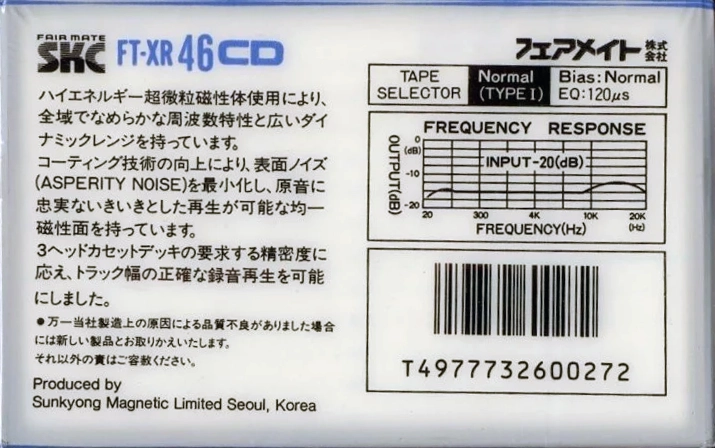 FAIR MATE
SKC FT-XR 46CD
フェアメイト株式会社
TAPE SELECTOR
Normal (TYPE I)
Bias: Normal
EQ: 120μs
ハイエネルギー超微粒磁性体使用により、
全域でなめらかな周波数特性と広いダイ
ナミックレンジを持っています。
コーティング技術の向上により、表面ノイズ
(ASPERITY NOISE)を最小化し、原音に
忠実ないきいきとした再生が可能な均一
磁性面を持っています。
3ヘッドカセットデッキの要求する精密度に
応え、トラック幅の正確な録音再生を可能
にしました。
●万一当社製造上の原因による品質不良がありました場合
には新しい製品とお取りかえいたします。
それ以外の責はご容赦ください。
Produced by
Sunkyong Magnetic Limited Seoul, Korea
FREQUENCY RESPONSE
OUTPUT(dB)
0
(dB)
-10
-20
INPUT-20(dB)
20 300 4K 10K 20K
(Hz)
FREQUENCY(Hz)
T4977732600272